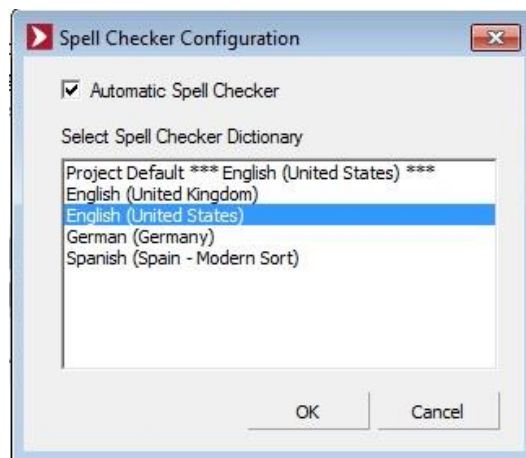 Spell Checker Configuration
Automatic Spell Checker
Select Spell Checker Dictionary
Project Default *** English (United States) ***
English (United Kingdom)
English (United States)
German (Germany)
Spanish (Spain - Modern Sort)
OK Cancel